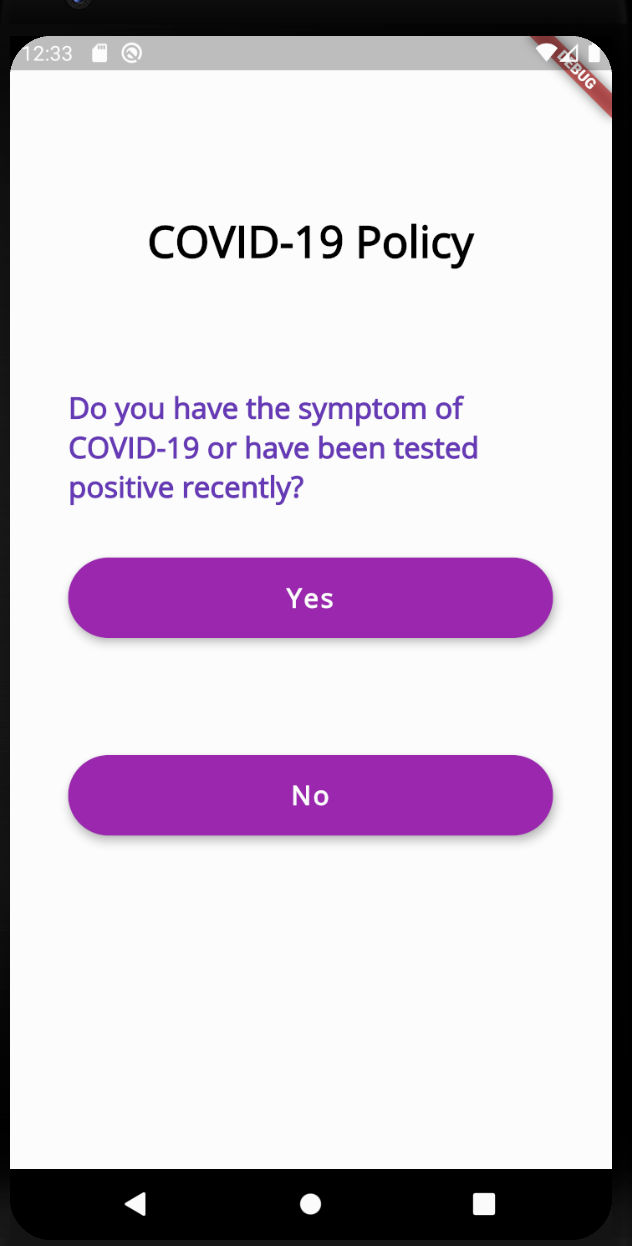 12:33
DEBUG
COVID-19 Policy
Do you have the symptom of
COVID-19 or have been tested
positive recently?
Yes
No